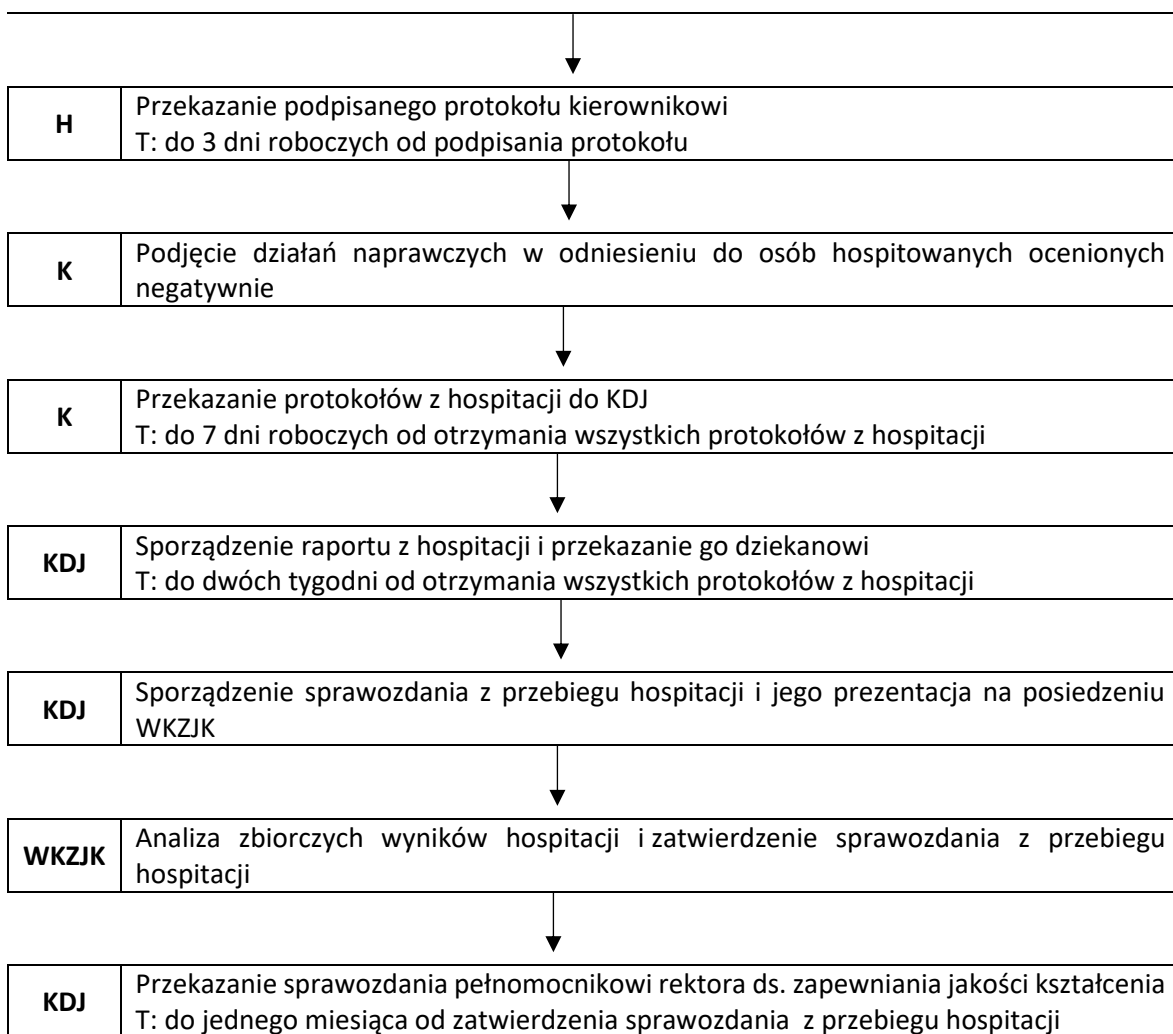 H
Przekazanie podpisanego protokołu kierownikowi
T: do 3 dni roboczych od podpisania protokołu
K
Podjęcie działań naprawczych w odniesieniu do osób hospitowanych ocenionych
negatywnie
K
Przekazanie protokołów z hospitacji do KDJ
T: do 7 dni roboczych od otrzymania wszystkich protokołów z hospitacji
KDJ
Sporządzenie raportu z hospitacji i przekazanie go dziekanowi
T: do dwóch tygodni od otrzymania wszystkich protokołów z hospitacji
KDJ
Sporządzenie sprawozdania z przebiegu hospitacji i jego prezentacja na posiedzeniu
WKZJK
WKZJK
Analiza zbiorczych wyników hospitacji i zatwierdzenie sprawozdania z przebiegu
hospitacji
KDJ
Przekazanie sprawozdania pełnomocnikowi rektora ds. zapewniania jakości kształcenia
T: do jednego miesiąca od zatwierdzenia sprawozdania z przebiegu hospitacji